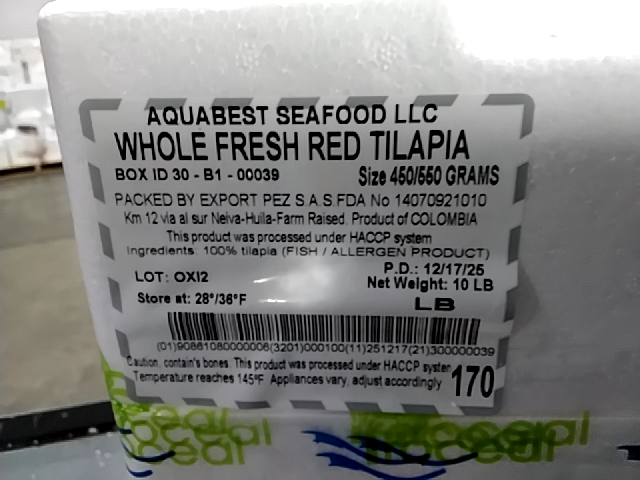 AQUABEST SEAFOOD LLC
WHOLE FRESH RED TILAPIA
BOX ID 30 - B1 - 00039 Size 450/550 GRAMS
PACKED BY EXPORT PEZ S.A.S.FDA No 14070921010
Km 12 via al sur Neiva-Huila-Farm Raised. Product of COLOMBIA
This product was processed under HACCP system
Ingredients: 100% tilapia (FISH / ALLERGEN PRODUCT)
LOT: OXI2 P.D.: 12/17/25
Net Weight: 10 LB
Store at: 28°/36°F LB
(01)90861080000006(3201)000100(11)251217(21)300000039
Caution, contain's bones. This product was processed under HACCP system
Temperature reaches 145°F Appliances vary, adjust accordingly 170